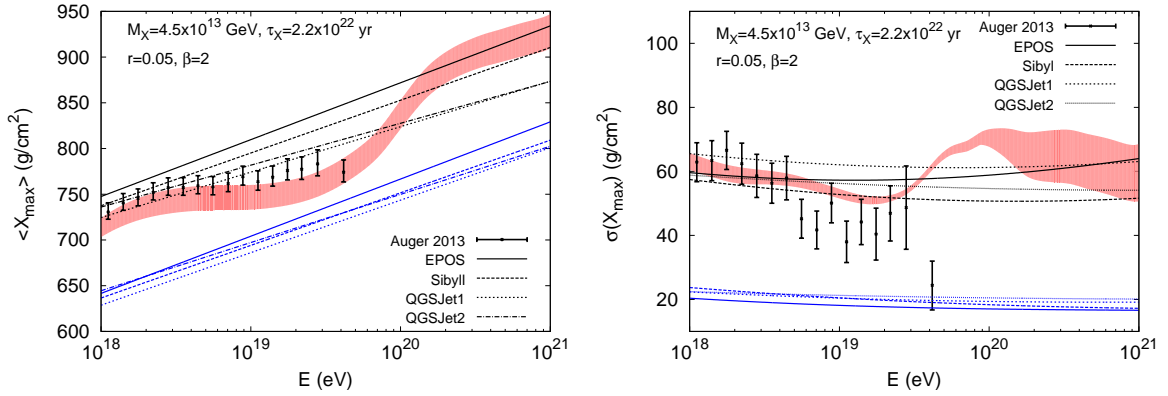 M_X=4.5x10^13 GeV, τ_X=2.2x10^22 yr
r=0.05, β=2
<X_max> (g/cm^2)
950
900
850
800
750
700
650
600
Auger 2013
EPOS
Sibyll
QGSJet1
QGSJet2
10^18
10^19
10^20
10^21
E (eV)
M_X=4.5x10^13 GeV, τ_X=2.2x10^22 yr
r=0.05, β=2
Auger 2013
EPOS
Sibyl
QGSJet1
QGSJet2
σ(X_max) (g/cm^2)
100
80
60
40
20
10^18
10^19
10^20
10^21
E (eV)